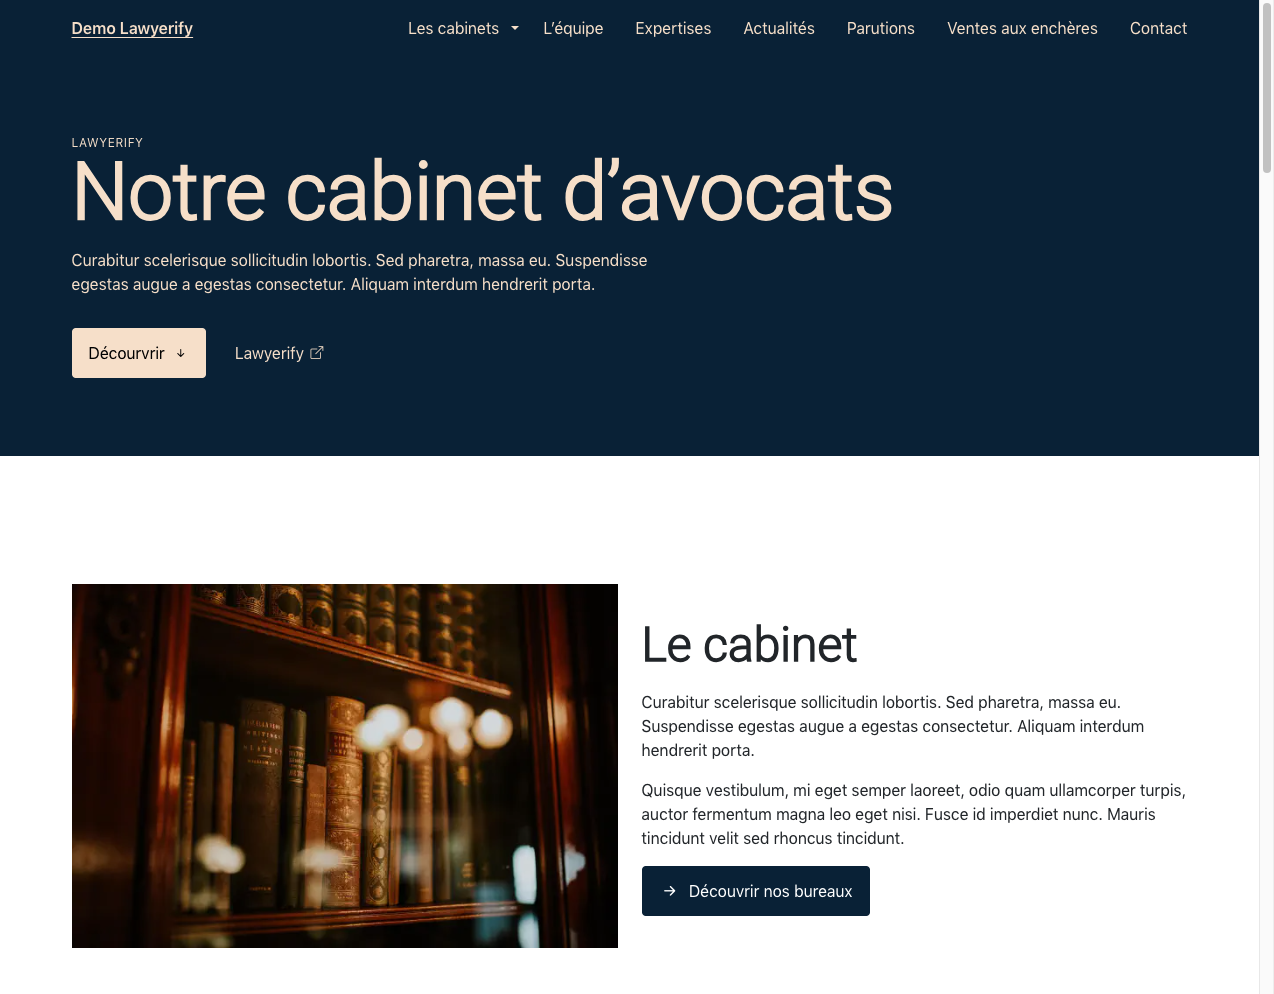 Demo Lawyerify
Les cabinets
L’équipe
Expertises
Actualités
Parutions
Ventes aux enchères
Contact
LAWYERIFY
Notre cabinet d’avocats
Curabitur scelerisque sollicitudin lobortis. Sed pharetra, massa eu. Suspendisse
egestas augue a egestas consectetur. Aliquam interdum hendrerit porta.
Décourvrir ↓
Lawyerify
Le cabinet
Curabitur scelerisque sollicitudin lobortis. Sed pharetra, massa eu.
Suspendisse egestas augue a egestas consectetur. Aliquam interdum
hendrerit porta.
Quisque vestibulum, mi eget semper laoreet, odio quam ullamcorper turpis,
auctor fermentum magna leo eget nisi. Fusce id imperdiet nunc. Mauris
tincidunt velit sed rhoncus tincidunt.
→ Découvrir nos bureaux